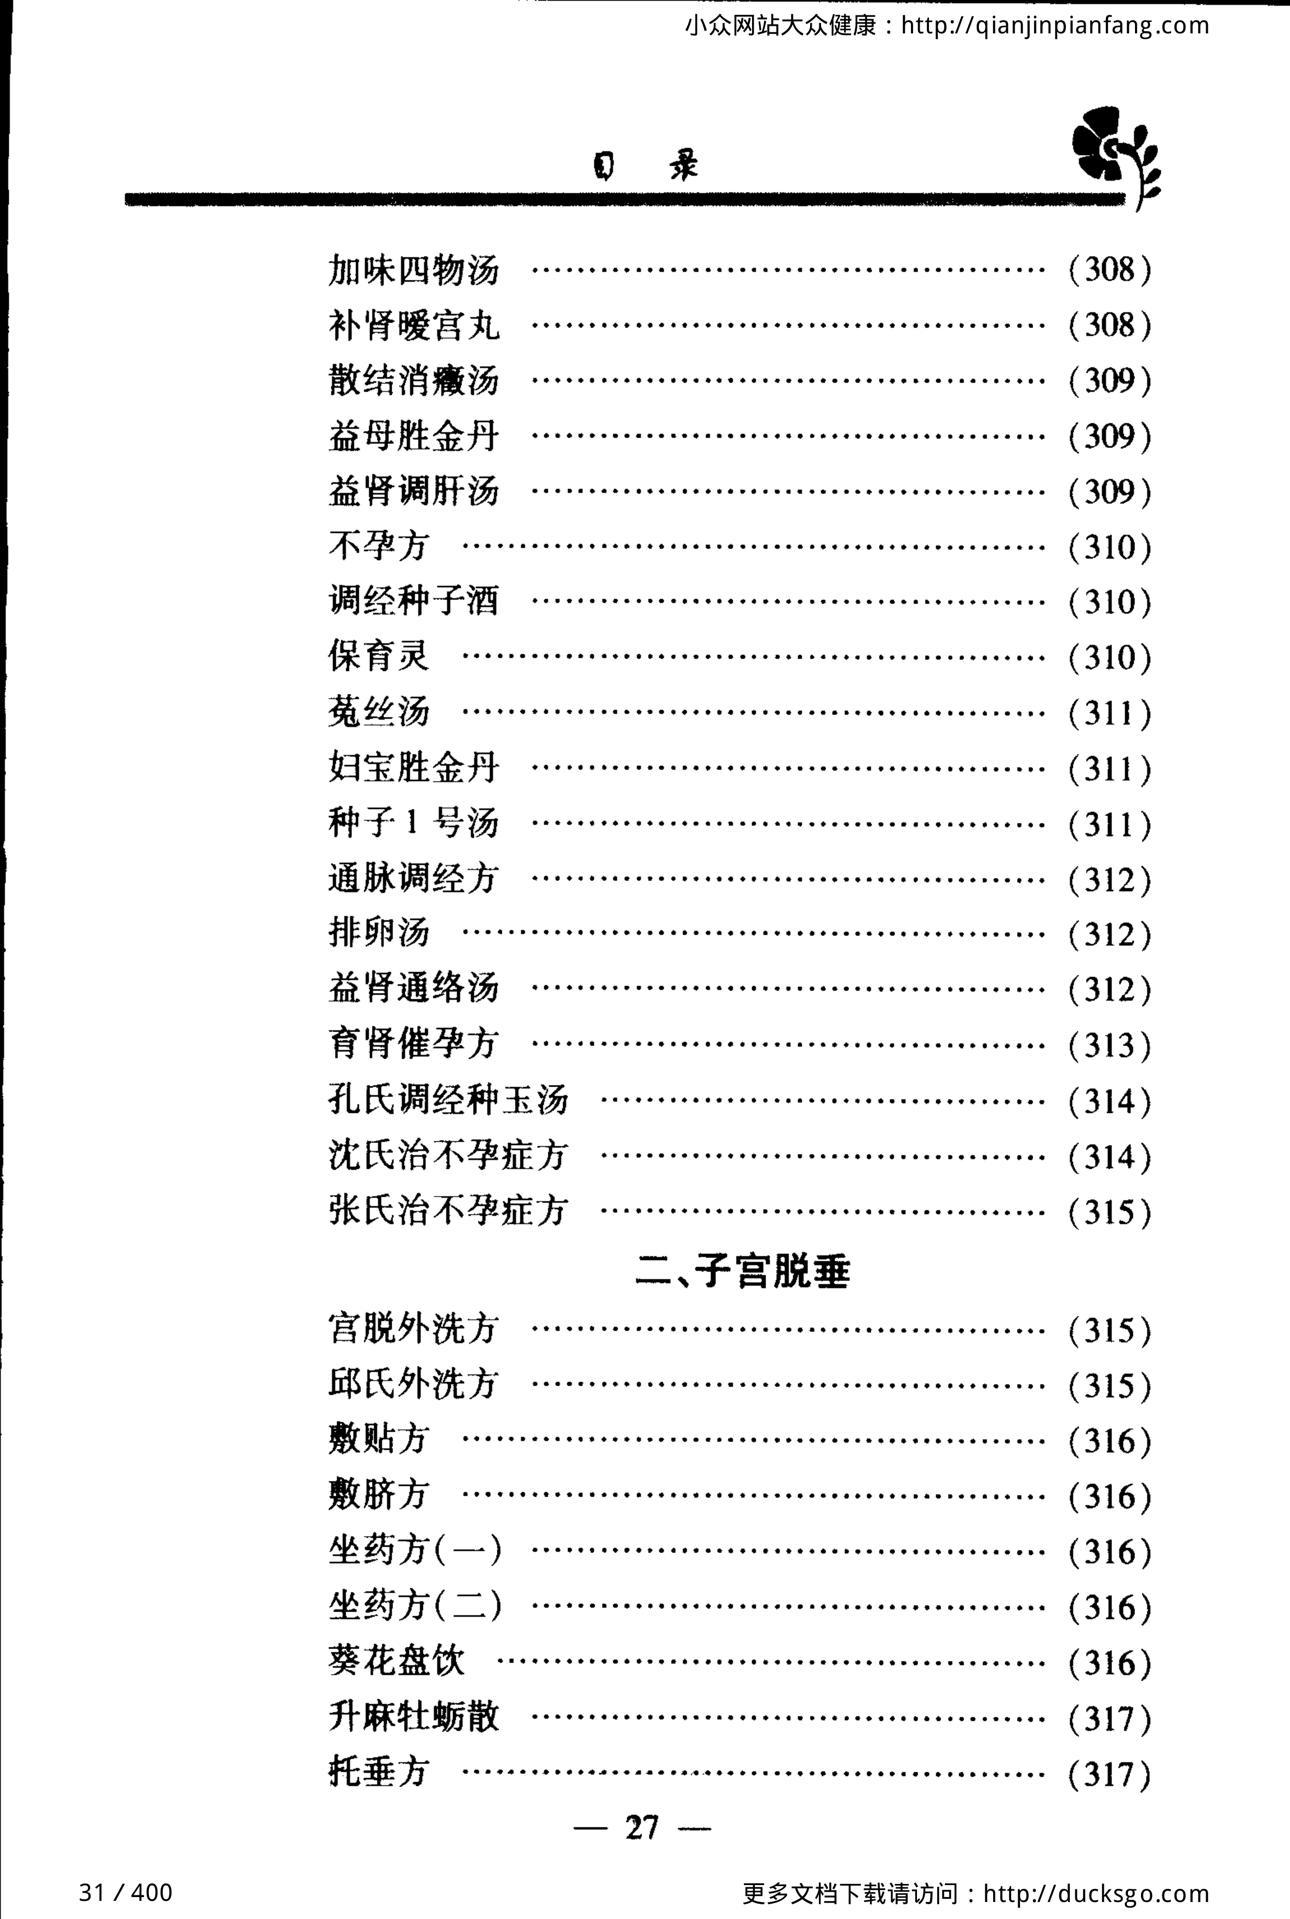 小众网站大众健康：http://qianjinpianfang.com
目 录
加味四物汤 ……………………………………… (308)
补肾暖宫丸 ……………………………………… (308)
散结消癥汤 ……………………………………… (309)
益母胜金丹 ……………………………………… (309)
益肾调肝汤 ……………………………………… (309)
不孕方 ……………………………………… (310)
调经种子酒 ……………………………………… (310)
保育灵 ……………………………………… (310)
菟丝汤 ……………………………………… (311)
妇宝胜金丹 ……………………………………… (311)
种子1号汤 ……………………………………… (311)
通脉调经方 ……………………………………… (312)
排卵汤 ……………………………………… (312)
益肾通络汤 ……………………………………… (312)
育肾催孕方 ……………………………………… (313)
孔氏调经种玉汤 ……………………………………… (314)
沈氏治不孕症方 ……………………………………… (314)
张氏治不孕症方 ……………………………………… (315)
二、子宫脱垂
宫脱外洗方 ……………………………………… (315)
邱氏外洗方 ……………………………………… (315)
敷贴方 ……………………………………… (316)
敷脐方 ……………………………………… (316)
坐药方(一) ……………………………………… (316)
坐药方(二) ……………………………………… (316)
葵花盘饮 ……………………………………… (316)
升麻牡蛎散 ……………………………………… (317)
托垂方 ……………………………………… (317)
— 27 —
31 / 400
更多文档下载请访问：http://ducksgo.com